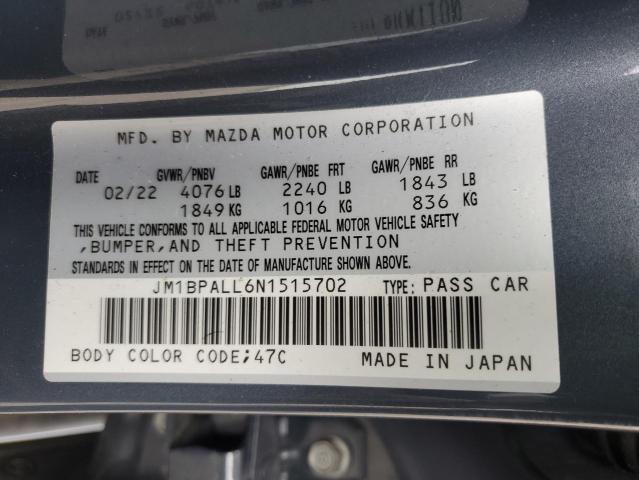 MFD. BY MAZDA MOTOR CORPORATION
DATE GVWR/PNBV GAWR/PNBE FRT GAWR/PNBE RR
02/22 4076 LB 2240 LB 1843 LB
1849 KG 1016 KG 836 KG
THIS VEHICLE CONFORMS TO ALL APPLICABLE FEDERAL MOTOR VEHICLE SAFETY
,BUMPER,AND THEFT PREVENTION
STANDARDS IN EFFECT ON THE DATE OF MANUFACTURE SHOWN ABOVE.
JM1BPALL6N1515702 TYPE: PASS CAR
BODY COLOR CODE;47C MADE IN JAPAN